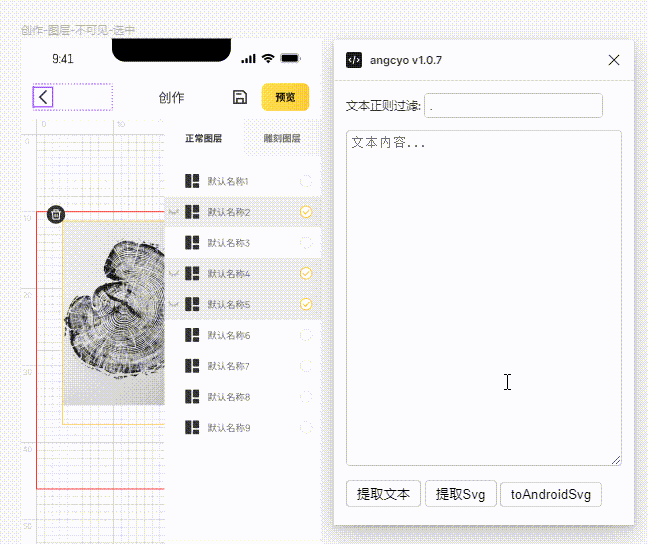 创作-图层-不可见-选中
9:41
创作
预览
0
50
正常图层
雕刻图层
0
默认名称1
10
默认名称2
默认名称3
默认名称4
20
默认名称5
默认名称6
30
默认名称7
默认名称8
默认名称9
50
angcyo v1.0.7
文本正则过滤:
.
文本内容...
提取文本
提取Svg
toAndroidSvg